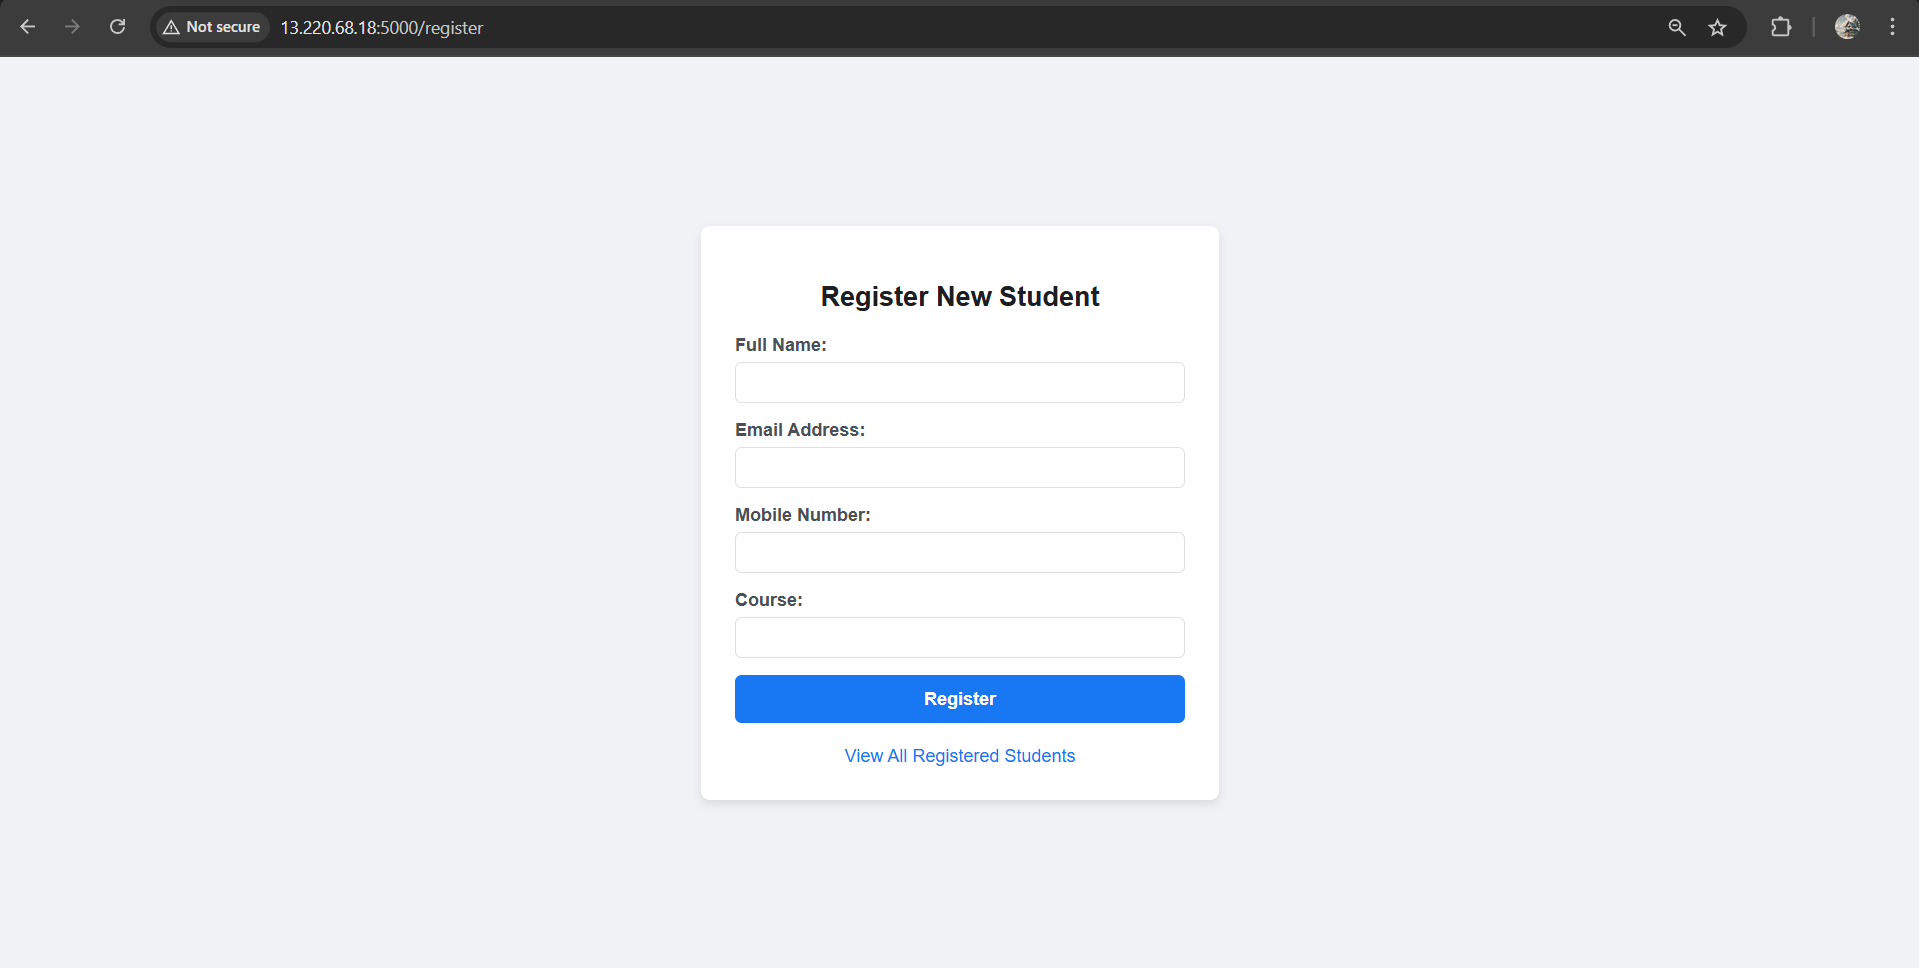 Not secure
13.220.68.18:5000/register
Register New Student
Full Name:
Email Address:
Mobile Number:
Course:
Register
View All Registered Students